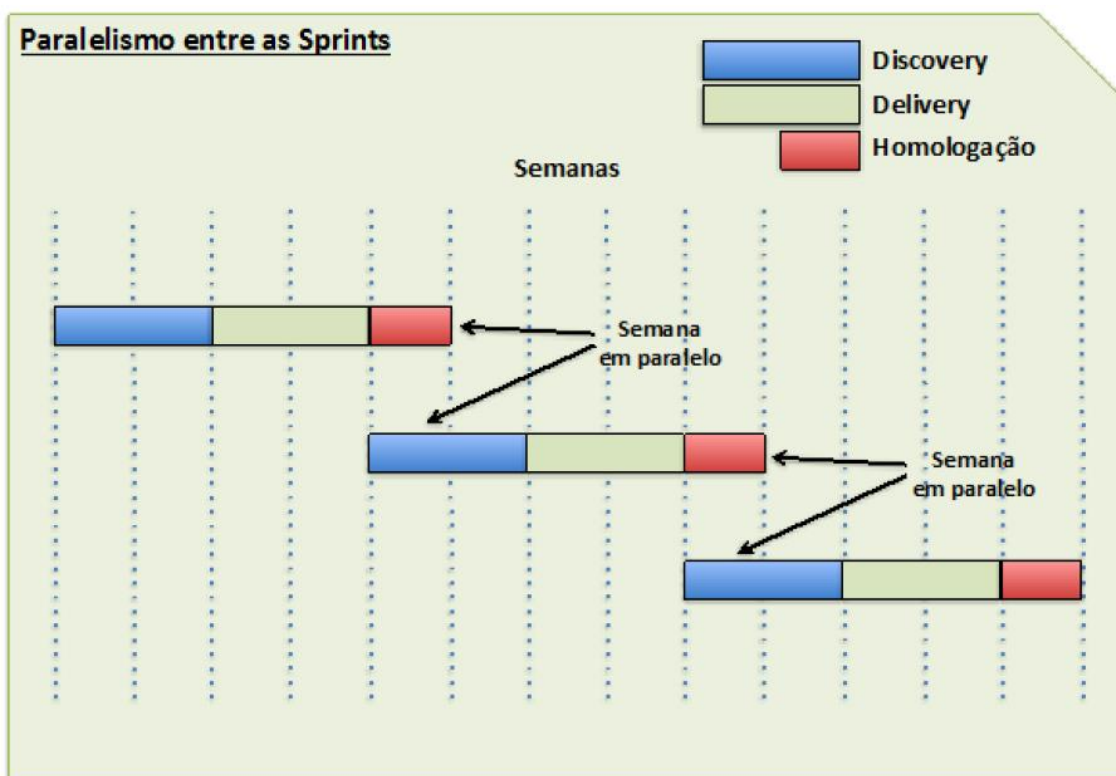 Paralelismo entre as Sprints
Discovery
Delivery
Homologação
Semanas
Semana
em paralelo
Semana
em paralelo